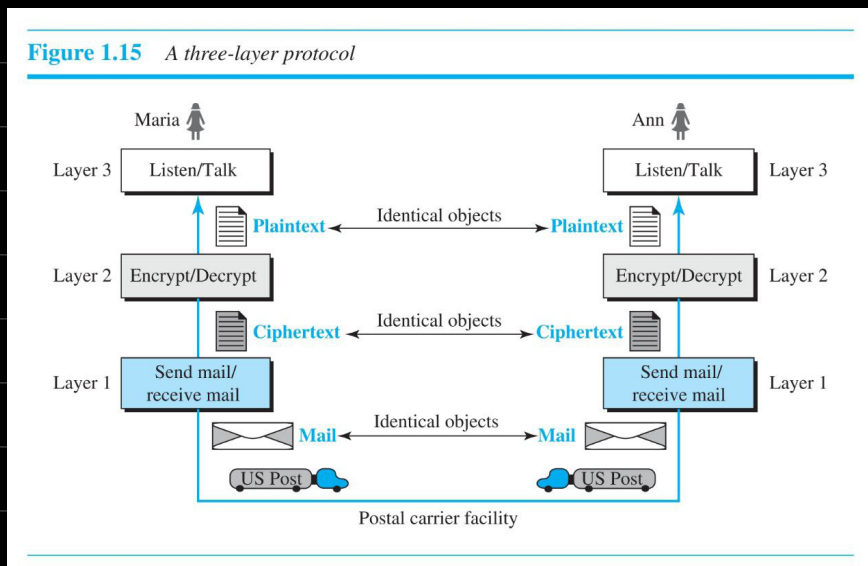 Figure 1.15 A three-layer protocol
Maria Ann
Layer 3 Listen/Talk Listen/Talk Layer 3
Plaintext Identical objects Plaintext
Layer 2 Encrypt/Decrypt Encrypt/Decrypt Layer 2
Ciphertext Identical objects Ciphertext
Layer 1 Send mail/ Send mail/ Layer 1
receive mail receive mail
Mail Identical objects Mail
US Post US Post
Postal carrier facility